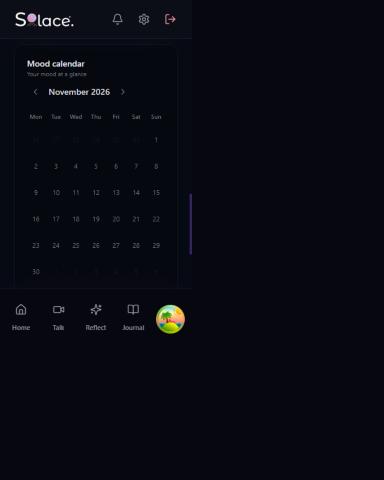 Solace.
Mood calendar
Your mood at a glance
November 2026
Mon Tue Wed Thu Fri Sat Sun
1
2 3 4 5 6 7 8
9 10 11 12 13 14 15
16 17 18 19 20 21 22
23 24 25 26 27 28 29
30
Home Talk Reflect Journal